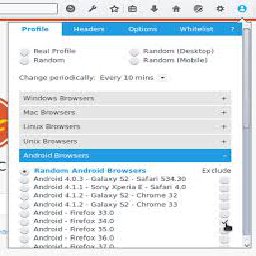 Profile Headers Options Whitelist ?
Real Profile Random (Desktop)
Random Random (Mobile)
Change periodically: Every 10 mins
Windows Browsers +
Mac Browsers +
Linux Browsers +
Unix Browsers +
Android Browsers −
Random Android Browsers Exclude
Android 4.0.3 - Galaxy S2 - Safari 534.30
Android 4.1.1 - Sony Xperia E - Safari 4.0
Android 4.1.2 - Galaxy S2 - Chrome 32
Android 4.1.2 - Galaxy S2 - Chrome 33
Android - Firefox 33.0
Android - Firefox 34.0
Android - Firefox 35.0
Android - Firefox 36.0
Android - Firefox 37.0